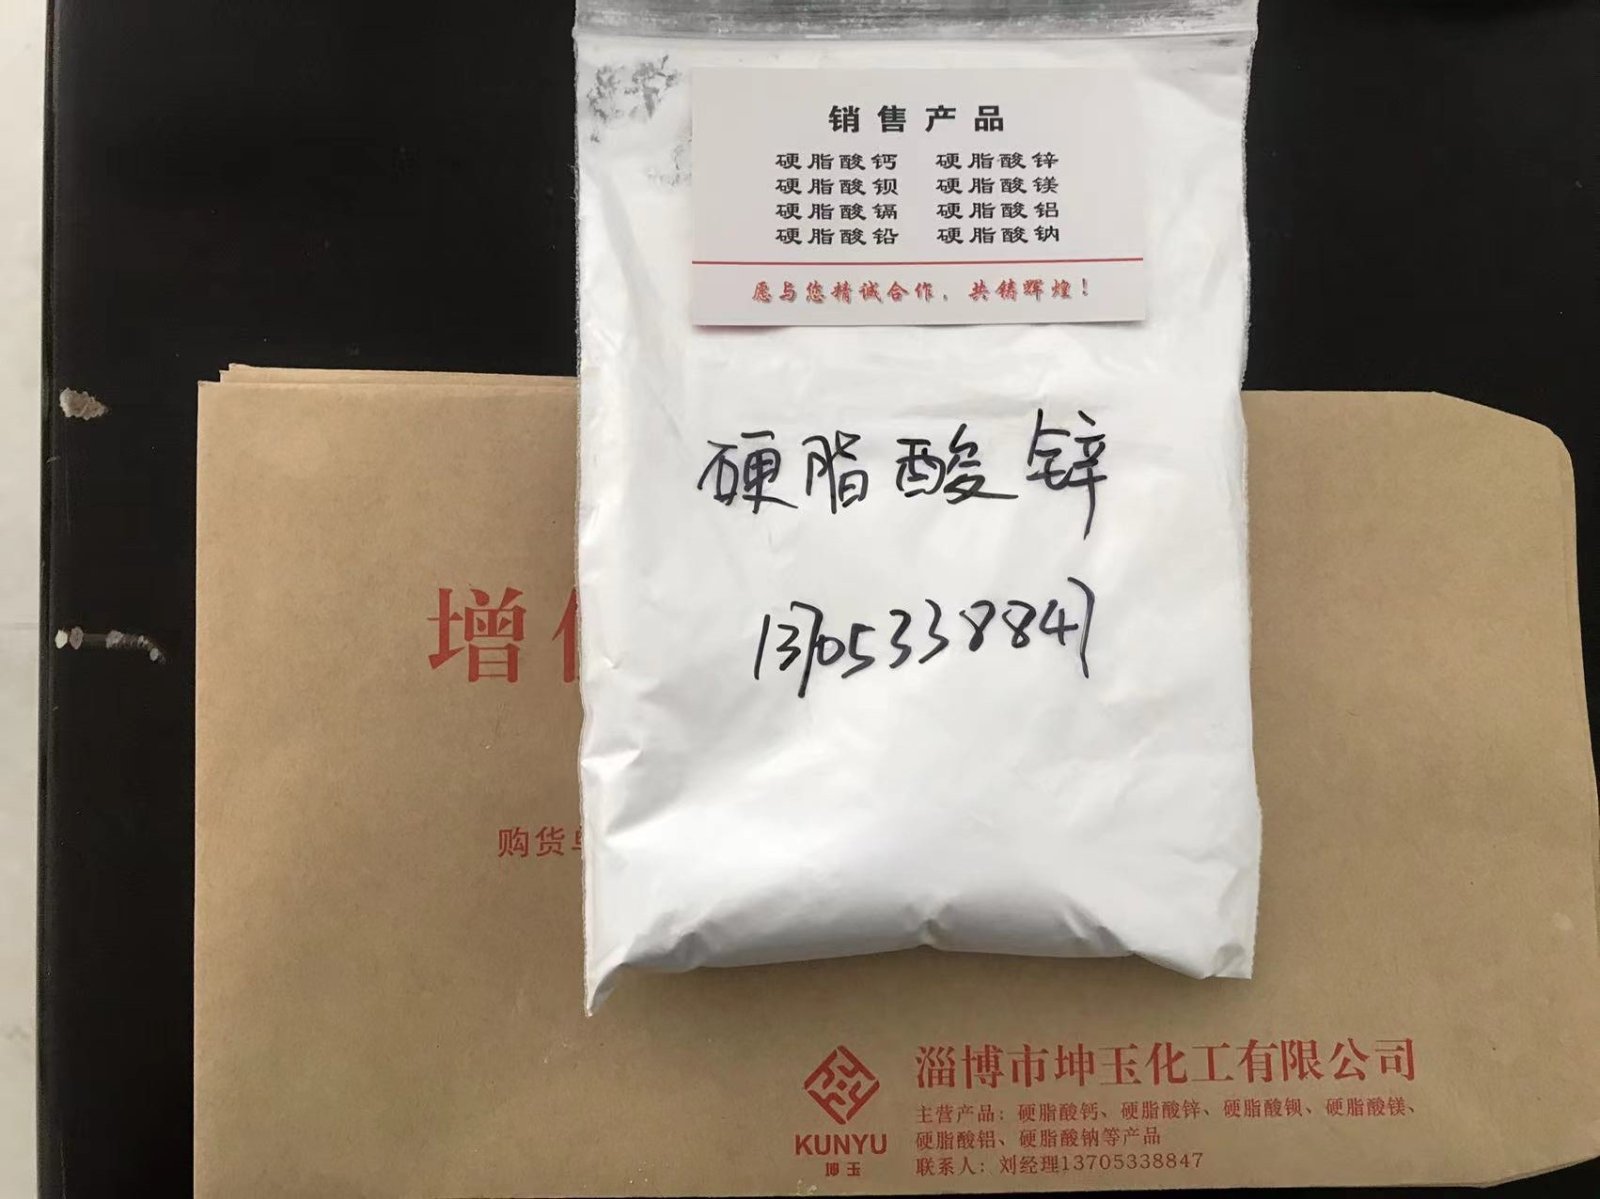 销售产品
硬脂酸钙 硬脂酸锌
硬脂酸钡 硬脂酸镁
硬脂酸镉 硬脂酸铝
硬脂酸铅 硬脂酸钠
愿与您精诚合作，共铸辉煌！
硬脂酸锌
13705338847
增
购货
淄博市坤玉化工有限公司
主营产品：硬脂酸钙、硬脂酸锌、硬脂酸钡、硬脂酸镁、
硬脂酸铝、硬脂酸钠等产品
联系人：刘经理13705338847
KUNYU
坤玉